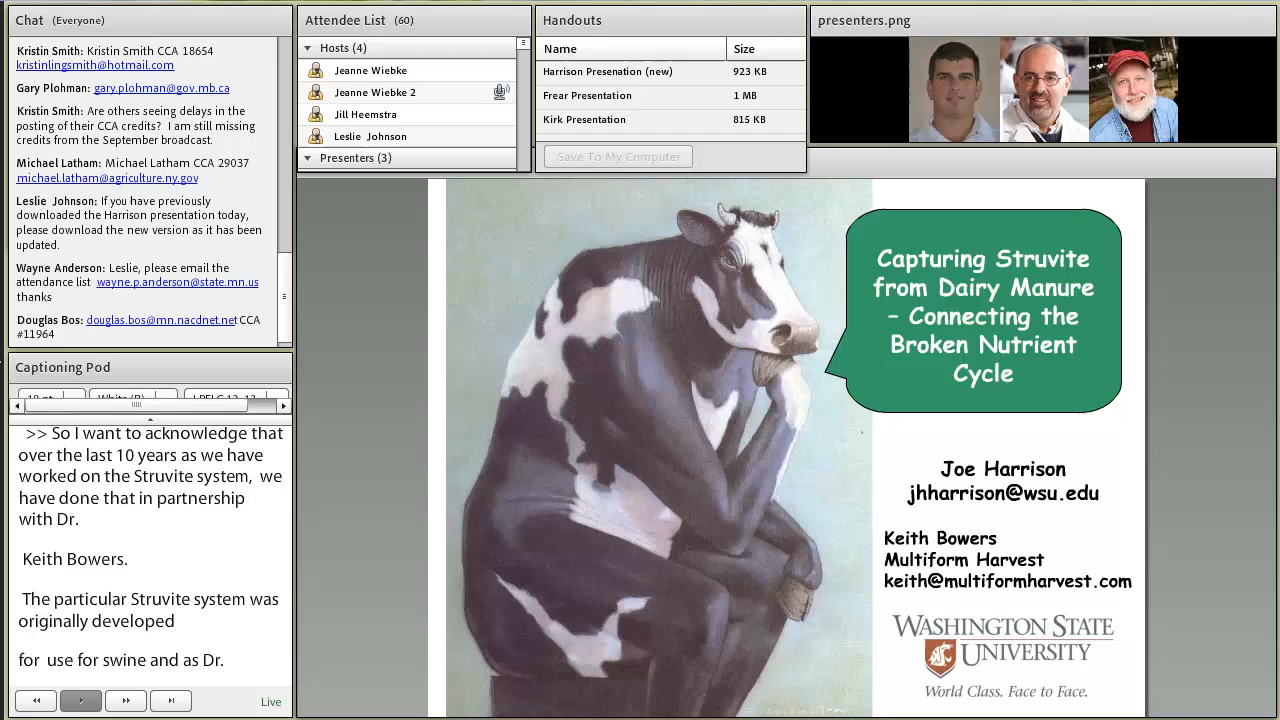 Chat (Everyone)
Kristin Smith: Kristin Smith CCA 18654
kristinlingsmith@hotmail.com
Gary Plohman: gary.plohman@gov.mb.ca
Kristin Smith: Are others seeing delays in the
posting of their CCA credits? I am still missing
credits from the September broadcast.
Michael Latham: Michael Latham CCA 29037
michael.latham@agriculture.ny.gov
Leslie Johnson: If you have previously
downloaded the Harrison presentation today,
please download the new version as it has been
updated.
Wayne Anderson: Leslie, please email the
attendance list wayne.p.anderson@state.mn.us
thanks
Douglas Bos: douglas.bos@mn.nacdnet.net CCA
#11964
Captioning Pod
>> So I want to acknowledge that
over the last 10 years as we have
worked on the Struvite system, we
have done that in partnership
with Dr.
Keith Bowers.
The particular Struvite system was
originally developed
for use for swine and as Dr.
Live
Attendee List (60)
Hosts (4)
Jeanne Wiebke
Jeanne Wiebke 2
Jill Heemstra
Leslie Johnson
Presenters (3)
Handouts
Name Size
Harrison Presenation (new) 923 KB
Frear Presentation 1 MB
Kirk Presentation 815 KB
Save To My Computer
presenters.png
Capturing Struvite
from Dairy Manure
– Connecting the
Broken Nutrient
Cycle
Joe Harrison
jhharrison@wsu.edu
Keith Bowers
Multiform Harvest
keith@multiformharvest.com
WASHINGTON STATE
UNIVERSITY
World Class. Face to Face.